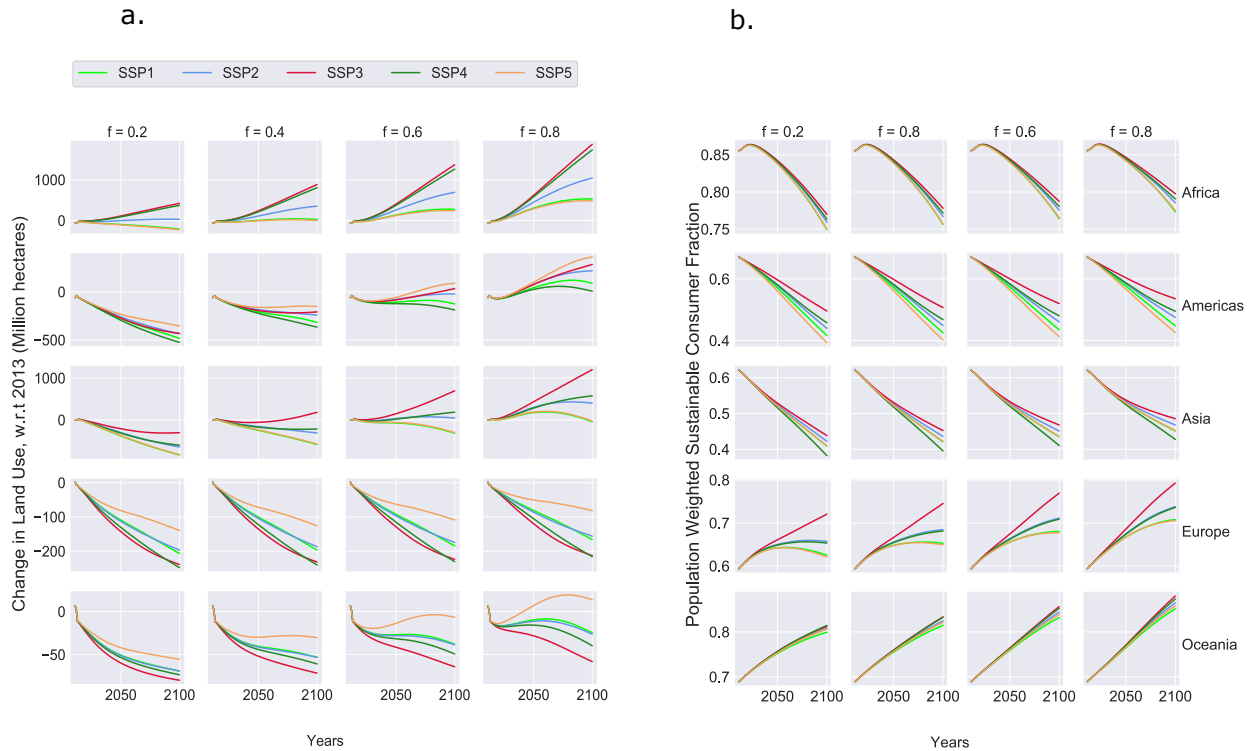 a.
b.
SSP1 SSP2 SSP3 SSP4 SSP5
f = 0.2 f = 0.4 f = 0.6 f = 0.8
f = 0.2 f = 0.8 f = 0.6 f = 0.8
Change in Land Use, w.r.t 2013 (Million hectares)
1000
0
0
−500
1000
0
0
−100
−200
0
−50
2050 2100 2050 2100 2050 2100 2050 2100
Years
Population Weighted Sustainable Consumer Fraction
0.85
0.80
0.75
Africa
0.6
0.4
Americas
0.6
0.5
0.4
Asia
0.8
0.7
0.6
Europe
0.8
0.7
Oceania
2050 2100 2050 2100 2050 2100 2050 2100
Years